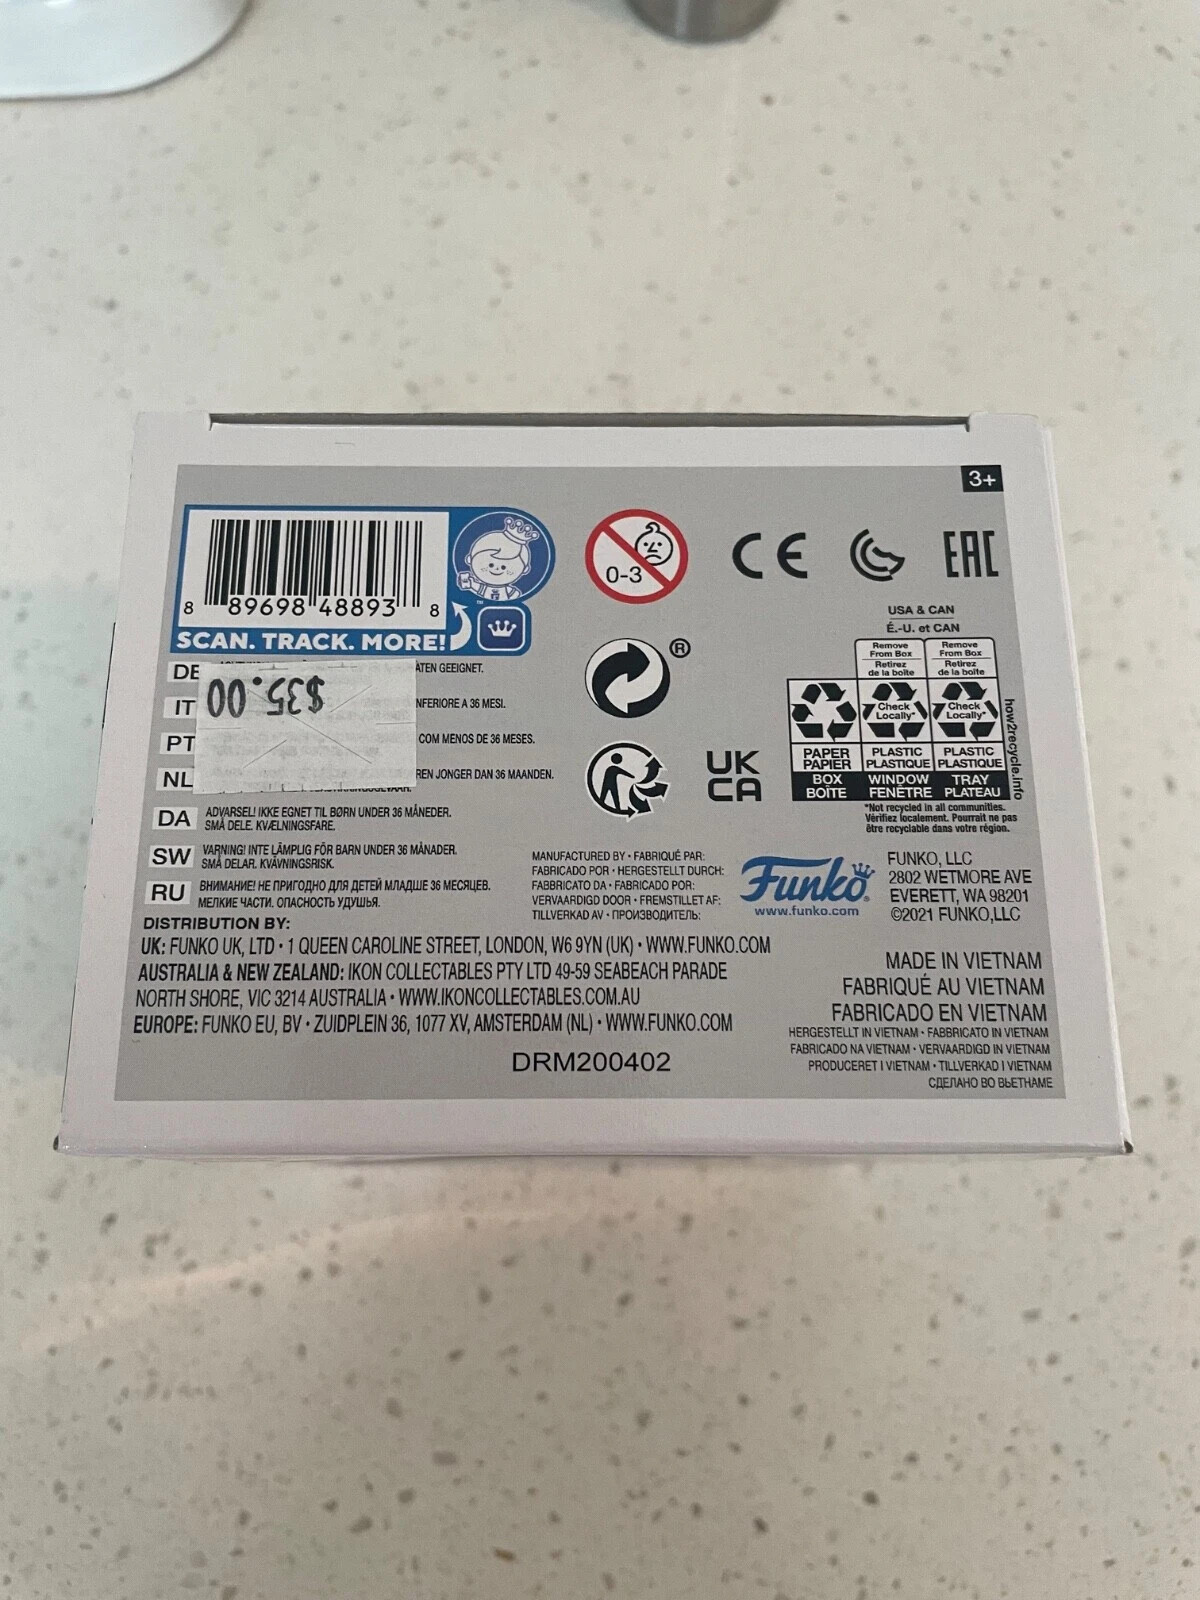 3+
8 89698 48893 8
SCAN. TRACK. MORE!
™
0-3
CE
EAC
DE ATEN GEEIGNET.
$35.00
IT NFERIORE A 36 MESI.
PT COM MENOS DE 36 MESES.
NL REN JONGER DAN 36 MAANDEN.
DA ADVARSEL! IKKE EGNET TIL BØRN UNDER 36 MÅNEDER.
SMÅ DELE. KVÆLNINGSFARE.
SW VARNING! INTE LÄMPLIG FÖR BARN UNDER 36 MÅNADER.
SMÅ DELAR. KVÄVNINGSRISK.
RU ВНИМАНИЕ! НЕ ПРИГОДНО ДЛЯ ДЕТЕЙ МЛАДШЕ 36 МЕСЯЦЕВ.
МЕЛКИЕ ЧАСТИ. ОПАСНОСТЬ УДУШЬЯ.
®
UK
CA
USA & CAN
É.-U. et CAN
Remove
From Box
Retirez
de la boîte
Remove
From Box
Retirez
de la boîte
Check
Locally*
Check
Locally*
PAPER
PAPIER
PLASTIC
PLASTIQUE
PLASTIC
PLASTIQUE
BOX
BOÎTE
WINDOW
FENÊTRE
TRAY
PLATEAU
how2recycle.info
*Not recycled in all communities.
Vérifiez localement. Pourrait ne pas
être recyclable dans votre région.
MANUFACTURED BY • FABRIQUÉ PAR:
FABRICADO POR • HERGESTELLT DURCH:
FABBRICATO DA • FABRICADO POR:
VERVAARDIGD DOOR • FREMSTILLET AF:
TILLVERKAD AV • ПРОИЗВОДИТЕЛЬ:
Funko®
www.funko.com
FUNKO, LLC
2802 WETMORE AVE
EVERETT, WA 98201
©2021 FUNKO,LLC
DISTRIBUTION BY:
UK: FUNKO UK, LTD • 1 QUEEN CAROLINE STREET, LONDON, W6 9YN (UK) • WWW.FUNKO.COM
AUSTRALIA & NEW ZEALAND: IKON COLLECTABLES PTY LTD 49-59 SEABEACH PARADE
NORTH SHORE, VIC 3214 AUSTRALIA • WWW.IKONCOLLECTABLES.COM.AU
EUROPE: FUNKO EU, BV • ZUIDPLEIN 36, 1077 XV, AMSTERDAM (NL) • WWW.FUNKO.COM
DRM200402
MADE IN VIETNAM
FABRIQUÉ AU VIETNAM
FABRICADO EN VIETNAM
HERGESTELLT IN VIETNAM • FABBRICATO IN VIETNAM
FABRICADO NA VIETNAM • VERVAARDIGD IN VIETNAM
PRODUCERET I VIETNAM • TILLVERKAD I VIETNAM
СДЕЛАНО ВО ВЬЕТНАМЕ